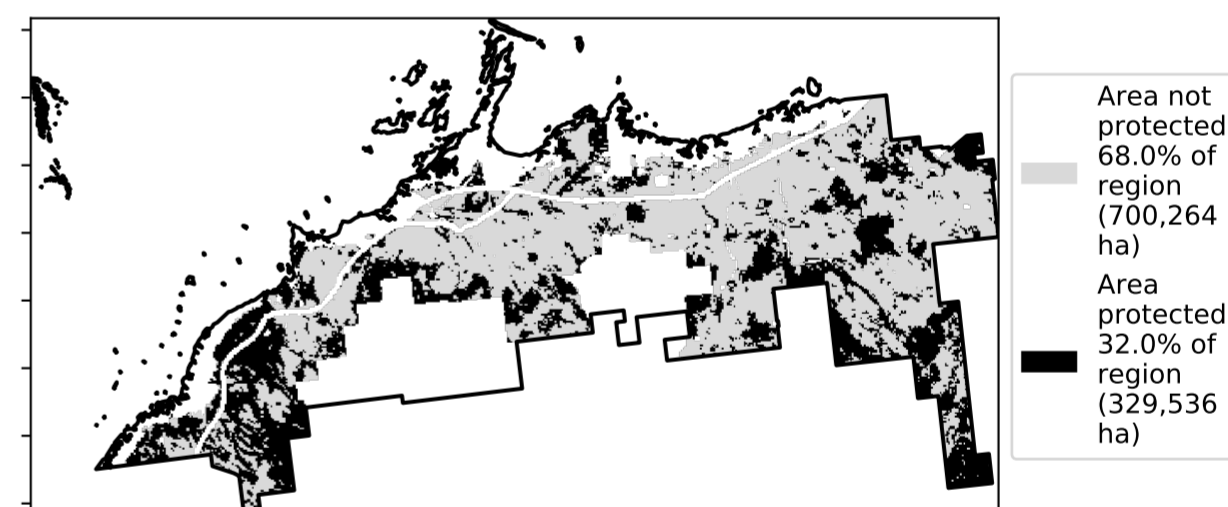 Area not
protected
68.0% of
region
(700,264
ha)
Area
protected
32.0% of
region
(329,536
ha)